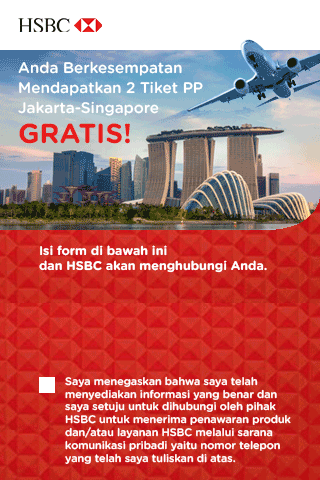 HSBC
Anda Berkesempatan
Mendapatkan 2 Tiket PP
Jakarta-Singapore
GRATIS!
Isi form di bawah ini
dan HSBC akan menghubungi Anda.
Saya menegaskan bahwa saya telah
menyediakan informasi yang benar dan
saya setuju untuk dihubungi oleh pihak
HSBC untuk menerima penawaran produk
dan/atau layanan HSBC melalui sarana
komunikasi pribadi yaitu nomor telepon
yang telah saya tuliskan di atas.